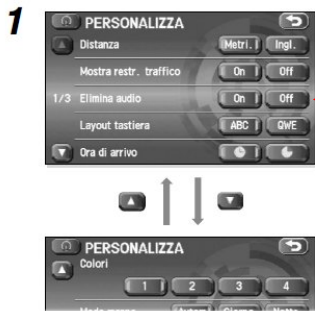 1
PERSONALIZZA
Distanza Metri. Ingl.
Mostra restr. traffico On Off
1/3 Elimina audio On Off
Layout tastiera ABC QWE
Ora di arrivo
PERSONALIZZA
Colori
1 2 3 4